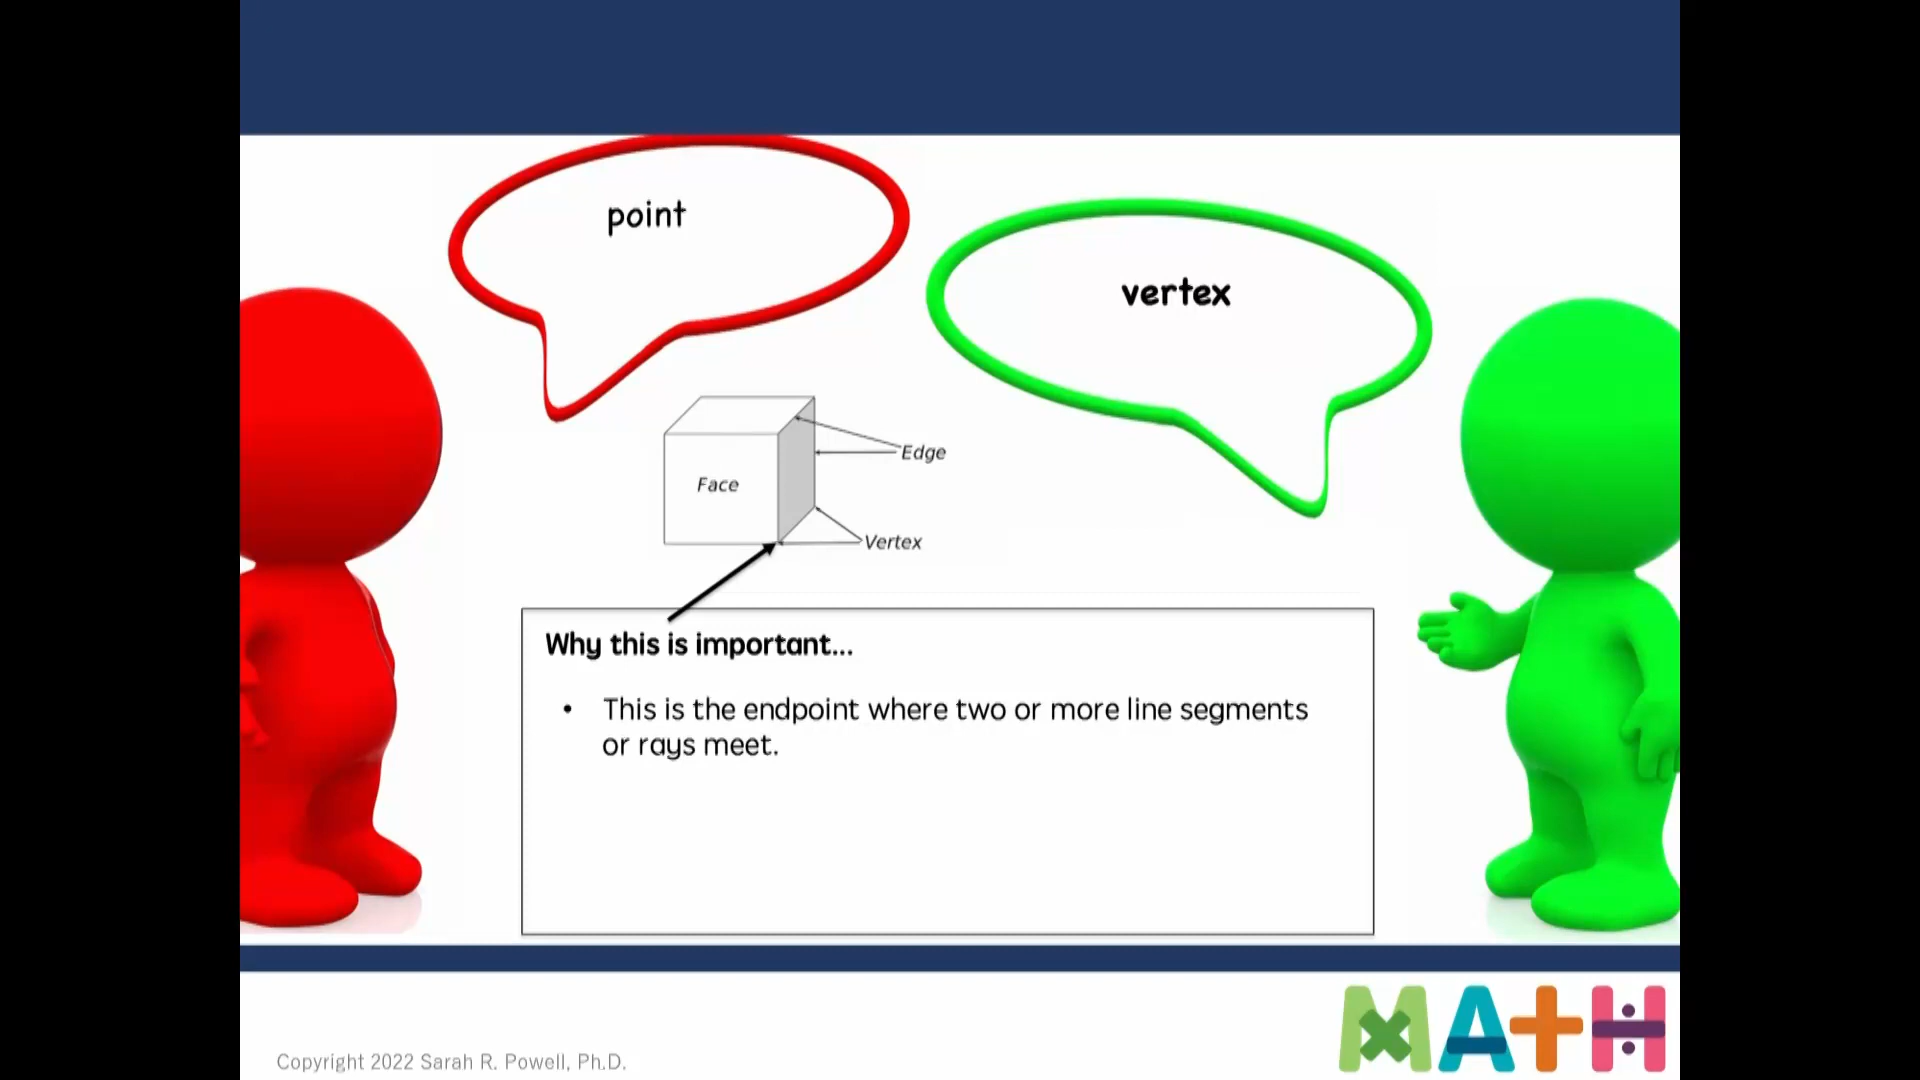 point
vertex
Edge
Face
Vertex
Why this is important...
• This is the endpoint where two or more line segments
or rays meet.
Copyright 2022 Sarah R. Powell, Ph.D.
MATH